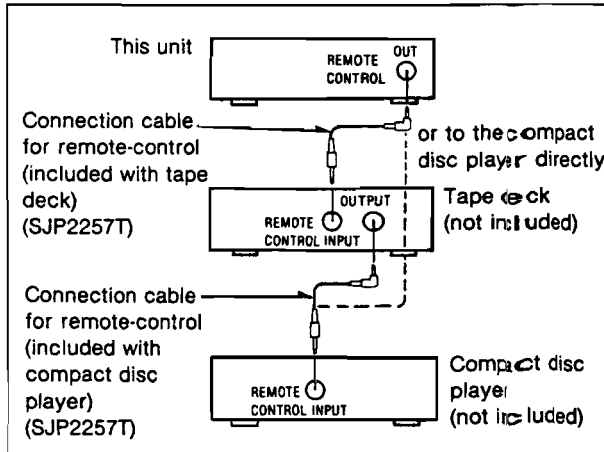 This unit
OUT
REMOTE
CONTROL
Connection cable
for remote-control
(included with tape
deck)
(SJP2257T)
or to the compact
disc player directly
OUTPUT
REMOTE
CONTROL INPUT
Tape deck
(not included)
Connection cable
for remote-control
(included with
compact disc
player)
(SJP2257T)
REMOTE
CONTROL INPUT
Compact disc
player
(not included)